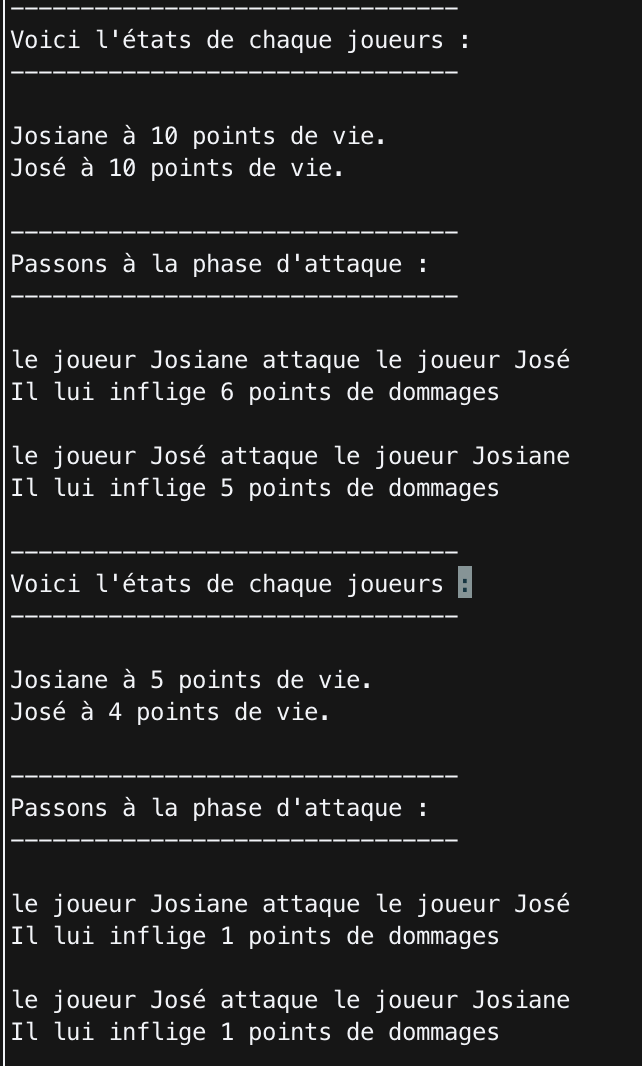 --------------------------------
Voici l'états de chaque joueurs :
--------------------------------
Josiane à 10 points de vie.
José à 10 points de vie.
--------------------------------
Passons à la phase d'attaque :
--------------------------------
le joueur Josiane attaque le joueur José
Il lui inflige 6 points de dommages
le joueur José attaque le joueur Josiane
Il lui inflige 5 points de dommages
--------------------------------
Voici l'états de chaque joueurs :
--------------------------------
Josiane à 5 points de vie.
José à 4 points de vie.
--------------------------------
Passons à la phase d'attaque :
--------------------------------
le joueur Josiane attaque le joueur José
Il lui inflige 1 points de dommages
le joueur José attaque le joueur Josiane
Il lui inflige 1 points de dommages